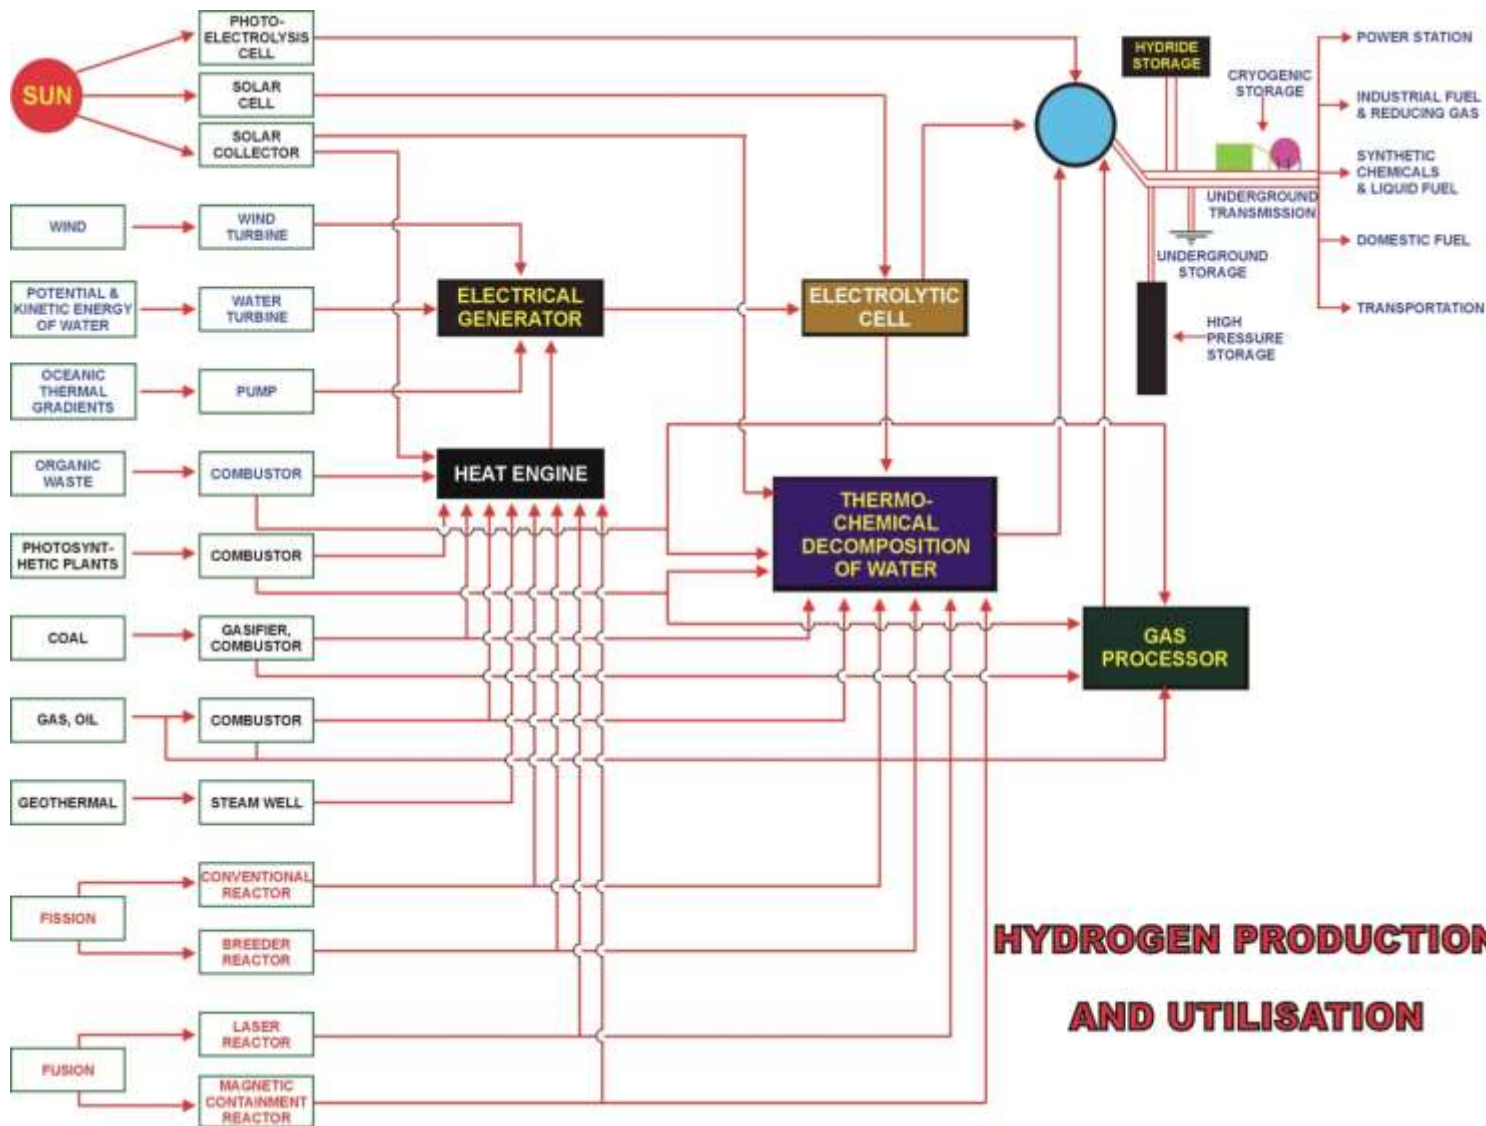 PHOTO-
ELECTROLYSIS
CELL
SUN
SOLAR
CELL
SOLAR
COLLECTOR
WIND
WIND
TURBINE
POTENTIAL &
KINETIC ENERGY
OF WATER
WATER
TURBINE
OCEANIC
THERMAL
GRADIENTS
PUMP
ORGANIC
WASTE
COMBUSTOR
PHOTOSYNT-
HETIC PLANTS
COMBUSTOR
COAL
GASIFIER,
COMBUSTOR
GAS, OIL
COMBUSTOR
GEOTHERMAL
STEAM WELL
FISSION
CONVENTIONAL
REACTOR
BREEDER
REACTOR
FUSION
LASER
REACTOR
MAGNETIC
CONTAINMENT
REACTOR
ELECTRICAL
GENERATOR
HEAT ENGINE
ELECTROLYTIC
CELL
THERMO-
CHEMICAL
DECOMPOSITION
OF WATER
GAS
PROCESSOR
HYDRIDE
STORAGE
CRYOGENIC
STORAGE
UNDERGROUND
TRANSMISSION
UNDERGROUND
STORAGE
HIGH
PRESSURE
STORAGE
POWER STATION
INDUSTRIAL FUEL
& REDUCING GAS
SYNTHETIC
CHEMICALS
& LIQUID FUEL
DOMESTIC FUEL
TRANSPORTATION
HYDROGEN PRODUCTION
AND UTILISATION